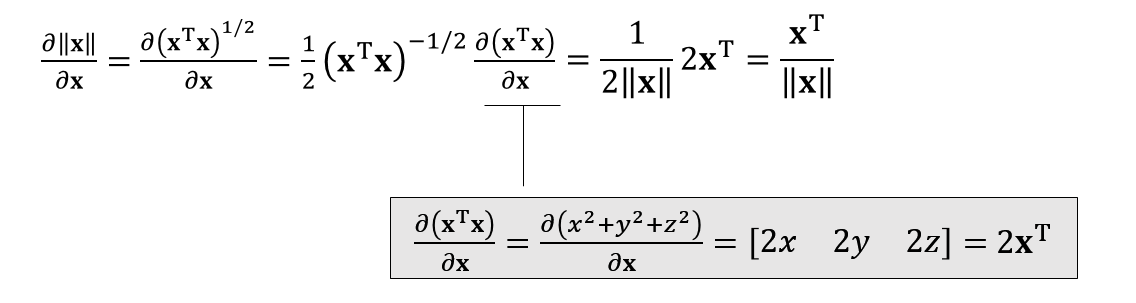 ∂‖𝐱‖/∂𝐱 = ∂(𝐱ᵀ𝐱)^{1/2}/∂𝐱 = 1/2 (𝐱ᵀ𝐱)^{−1/2} ∂(𝐱ᵀ𝐱)/∂𝐱 = 1/(2‖𝐱‖) 2𝐱ᵀ = 𝐱ᵀ/‖𝐱‖
∂(𝐱ᵀ𝐱)/∂𝐱 = ∂(x²+y²+z²)/∂𝐱 = [2x 2y 2z] = 2𝐱ᵀ